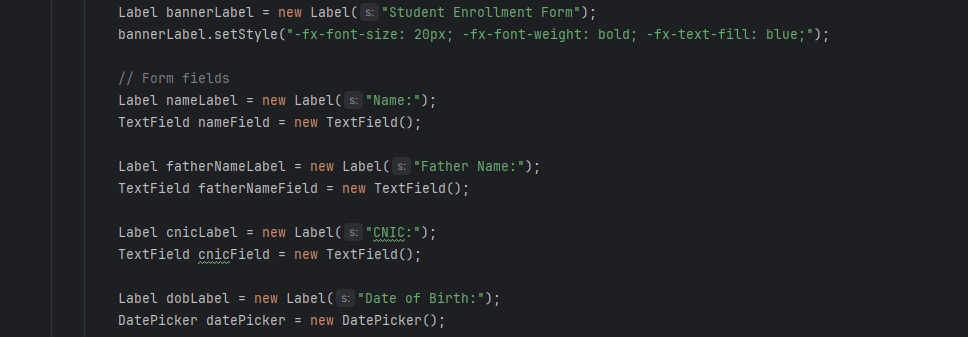 Label bannerLabel = new Label( s: "Student Enrollment Form");
bannerLabel.setStyle("-fx-font-size: 20px; -fx-font-weight: bold; -fx-text-fill: blue;");
// Form fields
Label nameLabel = new Label( s: "Name:");
TextField nameField = new TextField();
Label fatherNameLabel = new Label( s: "Father Name:");
TextField fatherNameField = new TextField();
Label cnicLabel = new Label( s: "CNIC:");
TextField cnicField = new TextField();
Label dobLabel = new Label( s: "Date of Birth:");
DatePicker datePicker = new DatePicker();